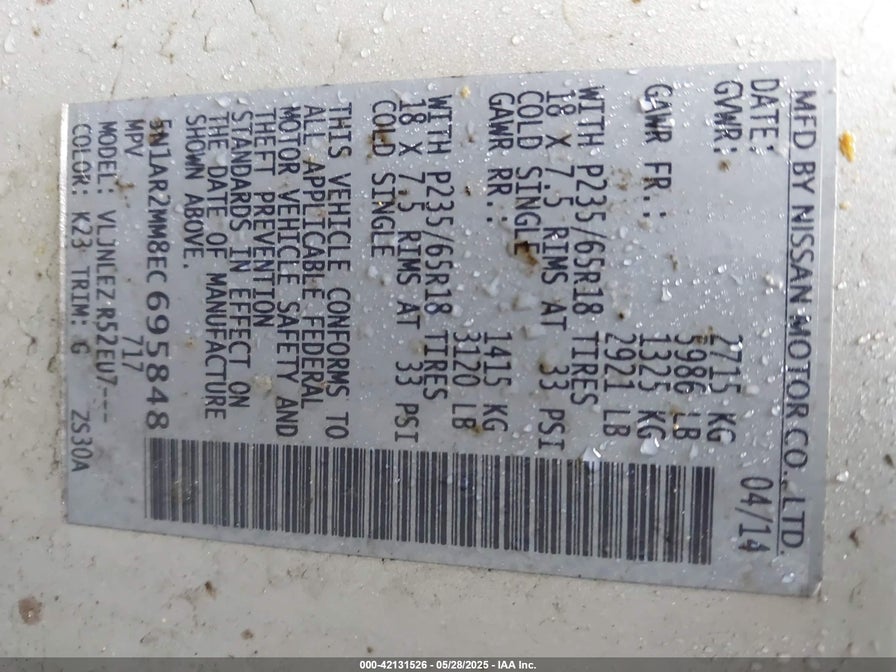 MFD BY NISSAN MOTOR CO., LTD.
DATE: 04/14
GVWR: 2715 KG
5986 LB
GAWR FR.: 1325 KG
2921 LB
WITH P235/65R18 TIRES
18 X 7.5 RIMS AT 33 PSI
COLD SINGLE
GAWR RR.: 1415 KG
3120 LB
WITH P235/65R18 TIRES
18 X 7.5 RIMS AT 33 PSI
COLD SINGLE
THIS VEHICLE CONFORMS TO
ALL APPLICABLE FEDERAL
MOTOR VEHICLE SAFETY AND
THEFT PREVENTION
STANDARDS IN EFFECT ON
THE DATE OF MANUFACTURE
SHOWN ABOVE.
5N1AR2MM8EC695848
MPV 717
MODEL: VLJNLEZ R52EU7---
COLOR: K23 TRIM: G ZS30A
000-42131526 - 05/28/2025 - IAA Inc.